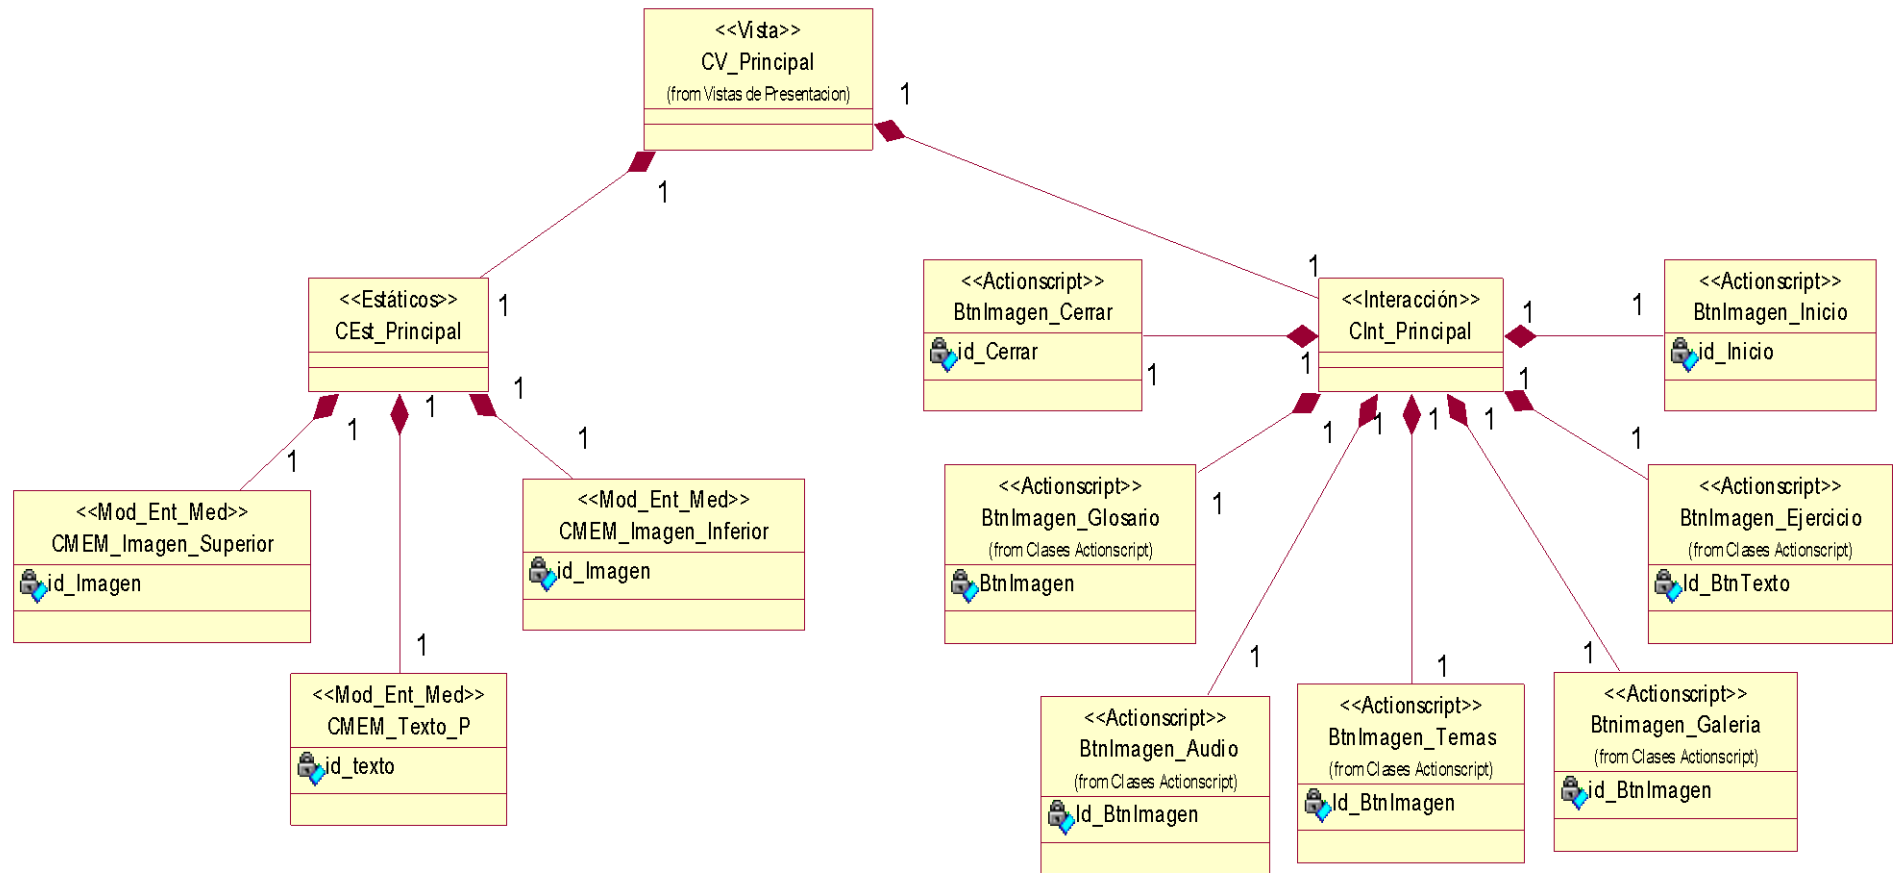 <<Vista>>
CV_Principal
(from Vistas de Presentacion)
1
1
<<Estáticos>>
CEst_Principal
1
1
1
1
<<Mod_Ent_Med>>
CMEM_Imagen_Superior
id_Imagen
1
<<Mod_Ent_Med>>
CMEM_Texto_P
id_texto
1
<<Mod_Ent_Med>>
CMEM_Imagen_Inferior
id_Imagen
1
<<Interacción>>
CInt_Principal
1
1
1
1
1
1
1
1
<<Actionscript>>
BtnImagen_Cerrar
id_Cerrar
1
<<Actionscript>>
BtnImagen_Inicio
id_Inicio
1
<<Actionscript>>
BtnImagen_Glosario
(from Clases Actionscript)
BtnImagen
1
<<Actionscript>>
BtnImagen_Audio
(from Clases Actionscript)
Id_BtnImagen
1
<<Actionscript>>
BtnImagen_Temas
(from Clases Actionscript)
Id_BtnImagen
1
<<Actionscript>>
Btnimagen_Galeria
(from Clases Actionscript)
id_BtnImagen
1
<<Actionscript>>
BtnImagen_Ejercicio
(from Clases Actionscript)
Id_BtnTexto
1